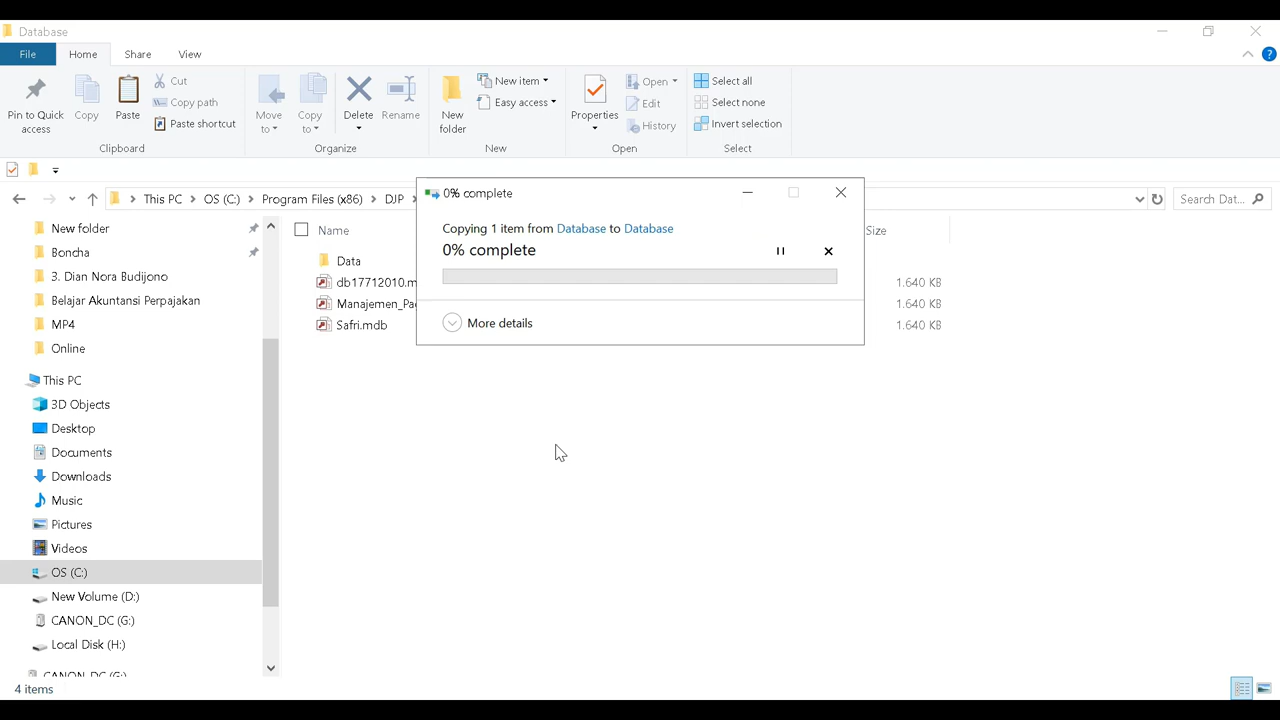 Database
File
Home
Share
View
Pin to Quick
access
Copy
Paste
Cut
Copy path
Paste shortcut
Clipboard
Move
to
Copy
to
Delete
Rename
Organize
New
folder
New item
Easy access
New
Properties
Open
Edit
History
Open
Select all
Select none
Invert selection
Select
This PC
OS (C:)
Program Files (x86)
DJP
Search Dat...
New folder
Boncha
3. Dian Nora Budijono
Belajar Akuntansi Perpajakan
MP4
Online
This PC
3D Objects
Desktop
Documents
Downloads
Music
Pictures
Videos
OS (C:)
New Volume (D:)
CANON_DC (G:)
Local Disk (H:)
CANON_DC (G:)
Name
Size
Data
db17712010.m
1.640 KB
Manajemen_Pa
1.640 KB
Safri.mdb
1.640 KB
0% complete
Copying 1 item from Database to Database
0% complete
More details
4 items